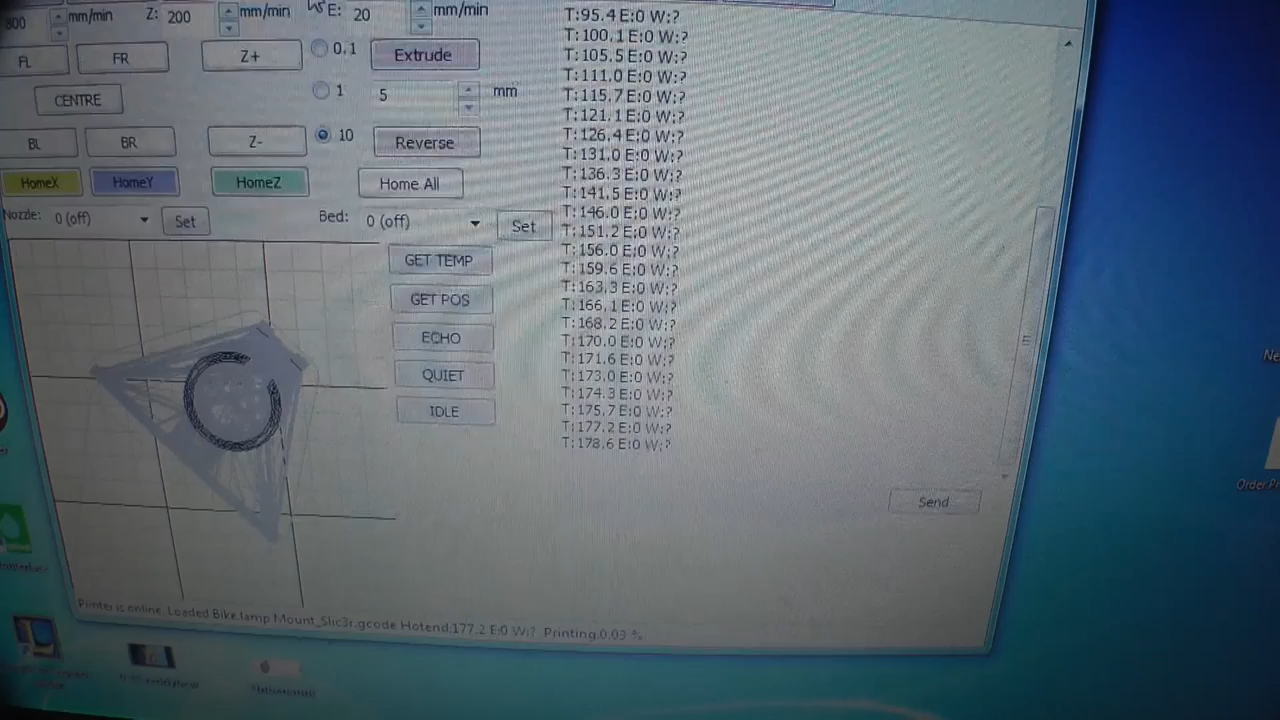 800 mm/min Z: 200 mm/min E: 20 mm/min
FL FR Z+ 0.1 Extrude
CENTRE 1 5 mm
BL BR Z- 10 Reverse
HomeX HomeY HomeZ Home All
Nozzle: 0 (off) Set Bed: 0 (off) Set
GET TEMP
GET POS
ECHO
QUIET
IDLE
T:95.4 E:0 W:?
T:100.1 E:0 W:?
T:105.5 E:0 W:?
T:111.0 E:0 W:?
T:115.7 E:0 W:?
T:121.1 E:0 W:?
T:126.4 E:0 W:?
T:131.0 E:0 W:?
T:136.3 E:0 W:?
T:141.5 E:0 W:?
T:146.0 E:0 W:?
T:151.2 E:0 W:?
T:156.0 E:0 W:?
T:159.6 E:0 W:?
T:163.3 E:0 W:?
T:166.1 E:0 W:?
T:168.2 E:0 W:?
T:170.0 E:0 W:?
T:171.6 E:0 W:?
T:173.0 E:0 W:?
T:174.3 E:0 W:?
T:175.7 E:0 W:?
T:177.2 E:0 W:?
T:178.6 E:0 W:?
Send
Printer is online. Loaded Bike lamp Mount_Slic3r.gcode Hotend:177.2 E:0 W:? Printing:0.03 %
Ne
Order.Pr